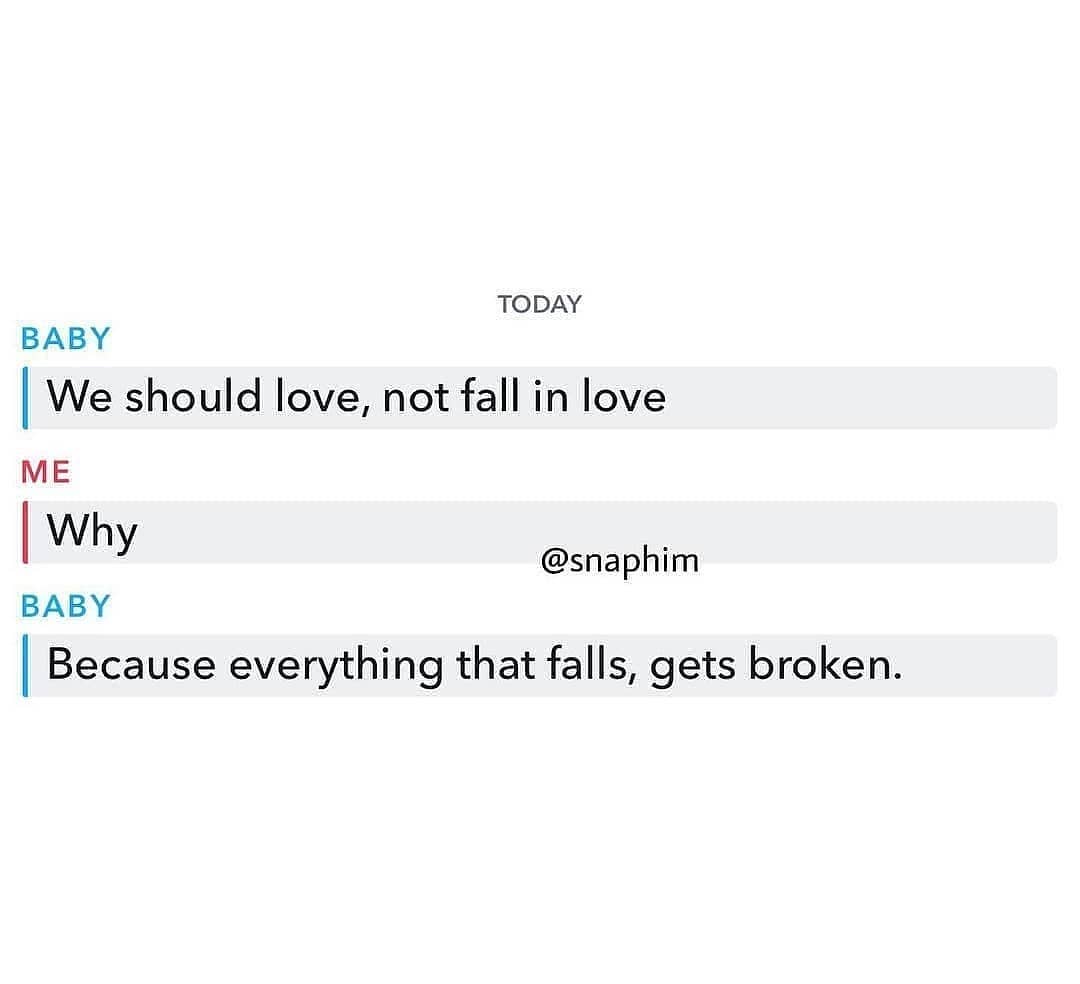 TODAY
BABY
We should love, not fall in love
ME
Why
@snaphim
BABY
Because everything that falls, gets broken.